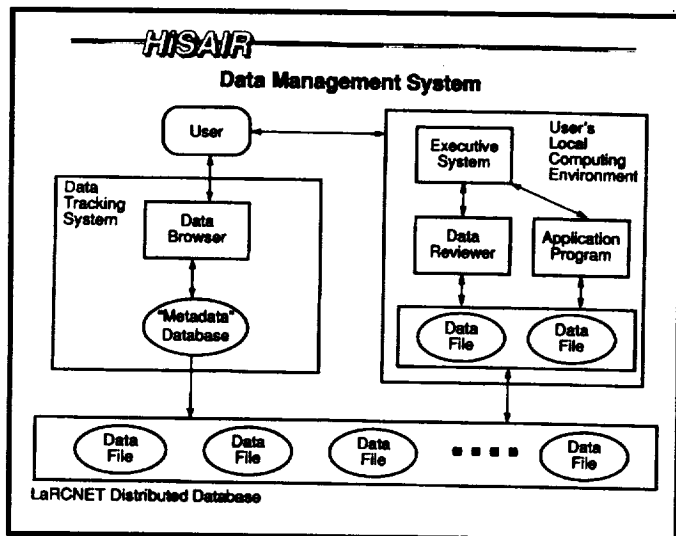 HiSAIR
Data Management System
User
User's
Local
Computing
Environment
Executive
System
Data
Tracking
System
Data
Browser
Data
Reviewer
Application
Program
"Metadata"
Database
Data
File
Data
File
Data
File
Data
File
Data
File
Data
File
LaRCNET Distributed Database